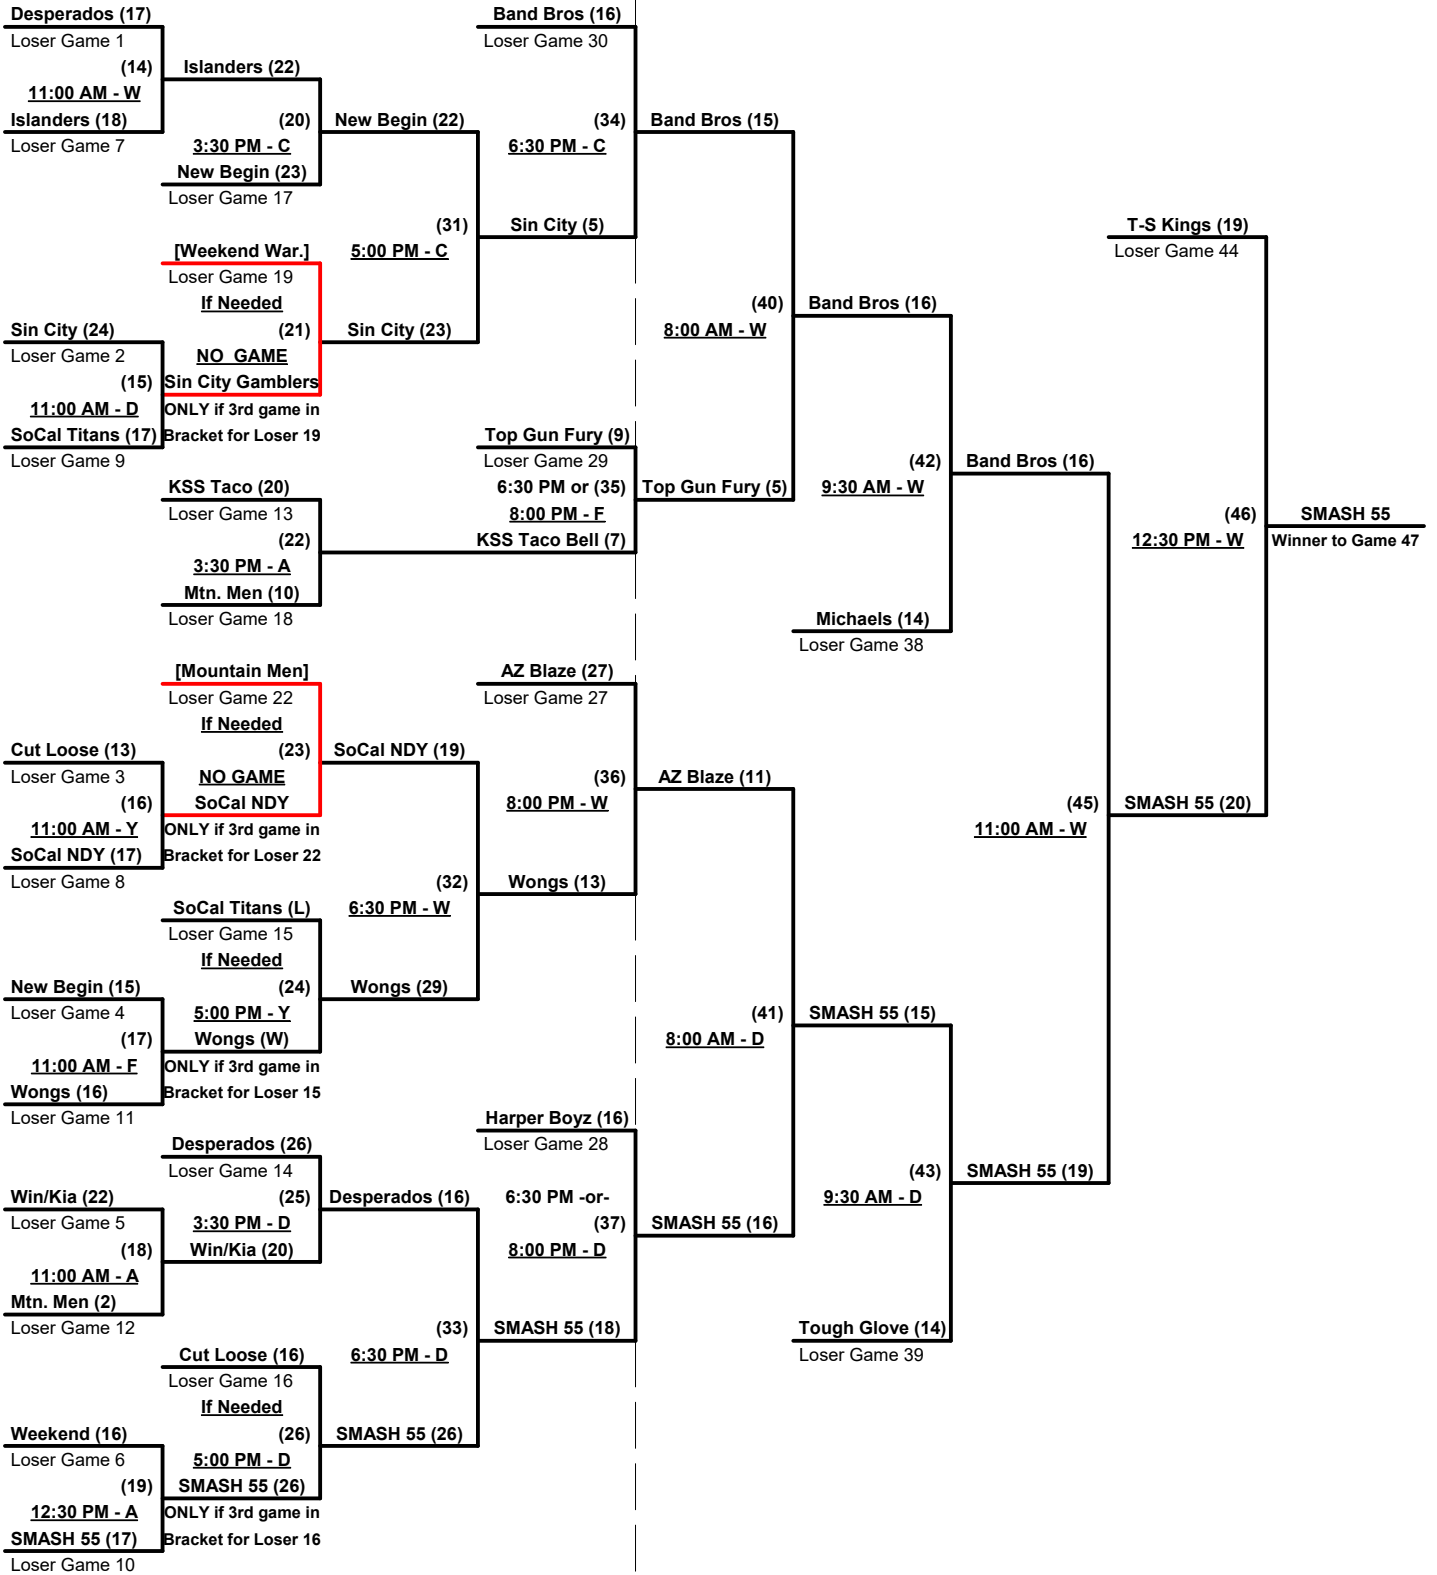 Desperados (17)
Band Bros (16)
Loser Game 1
Loser Game 30
(14)
Islanders (22)
11:00 AM - W
Islanders (18)
(20)
New Begin (22)
(34)
Band Bros (15)
Loser Game 7
3:30 PM - C
6:30 PM - C
New Begin (23)
Loser Game 17
(31)
Sin City (5)
T-S Kings (19)
[Weekend War.]
5:00 PM - C
Loser Game 44
Loser Game 19
If Needed
(40)
Band Bros (16)
Sin City (24)
(21)
Sin City (23)
8:00 AM - W
Loser Game 2
NO GAME
(15)
Sin City Gamblers
11:00 AM - D
ONLY if 3rd game in
SoCal Titans (17)
Bracket for Loser 19
Top Gun Fury (9)
Loser Game 9
Loser Game 29
(42)
Band Bros (16)
KSS Taco (20)
6:30 PM or (35)
Top Gun Fury (5)
9:30 AM - W
Loser Game 13
8:00 PM - F
(46)
SMASH 55
(22)
KSS Taco Bell (7)
12:30 PM - W
Winner to Game 47
3:30 PM - A
Mtn. Men (10)
Loser Game 18
Michaels (14)
Loser Game 38
[Mountain Men]
AZ Blaze (27)
Loser Game 22
Loser Game 27
If Needed
Cut Loose (13)
(23)
SoCal NDY (19)
Loser Game 3
NO GAME
(36)
AZ Blaze (11)
(16)
SoCal NDY
8:00 PM - W
(45)
SMASH 55 (20)
11:00 AM - Y
ONLY if 3rd game in
11:00 AM - W
SoCal NDY (17)
Bracket for Loser 22
Loser Game 8
(32)
Wongs (13)
SoCal Titans (L)
6:30 PM - W
Loser Game 15
If Needed
New Begin (15)
(24)
Wongs (29)
Loser Game 4
5:00 PM - Y
(41)
SMASH 55 (15)
(17)
Wongs (W)
8:00 AM - D
11:00 AM - F
ONLY if 3rd game in
Wongs (16)
Bracket for Loser 15
Loser Game 11
Harper Boyz (16)
Desperados (26)
Loser Game 28
Loser Game 14
(43)
SMASH 55 (19)
Win/Kia (22)
(25)
Desperados (16)
6:30 PM -or-
9:30 AM - D
Loser Game 5
3:30 PM - D
(37)
SMASH 55 (16)
(18)
Win/Kia (20)
8:00 PM - D
11:00 AM - A
Mtn. Men (2)
Loser Game 12
(33)
SMASH 55 (18)
Tough Glove (14)
Cut Loose (16)
6:30 PM - D
Loser Game 39
Loser Game 16
If Needed
Weekend (16)
(26)
SMASH 55 (26)
Loser Game 6
5:00 PM - D
(19)
SMASH 55 (26)
12:30 PM - A
ONLY if 3rd game in
SMASH 55 (17)
Bracket for Loser 16
Loser Game 10